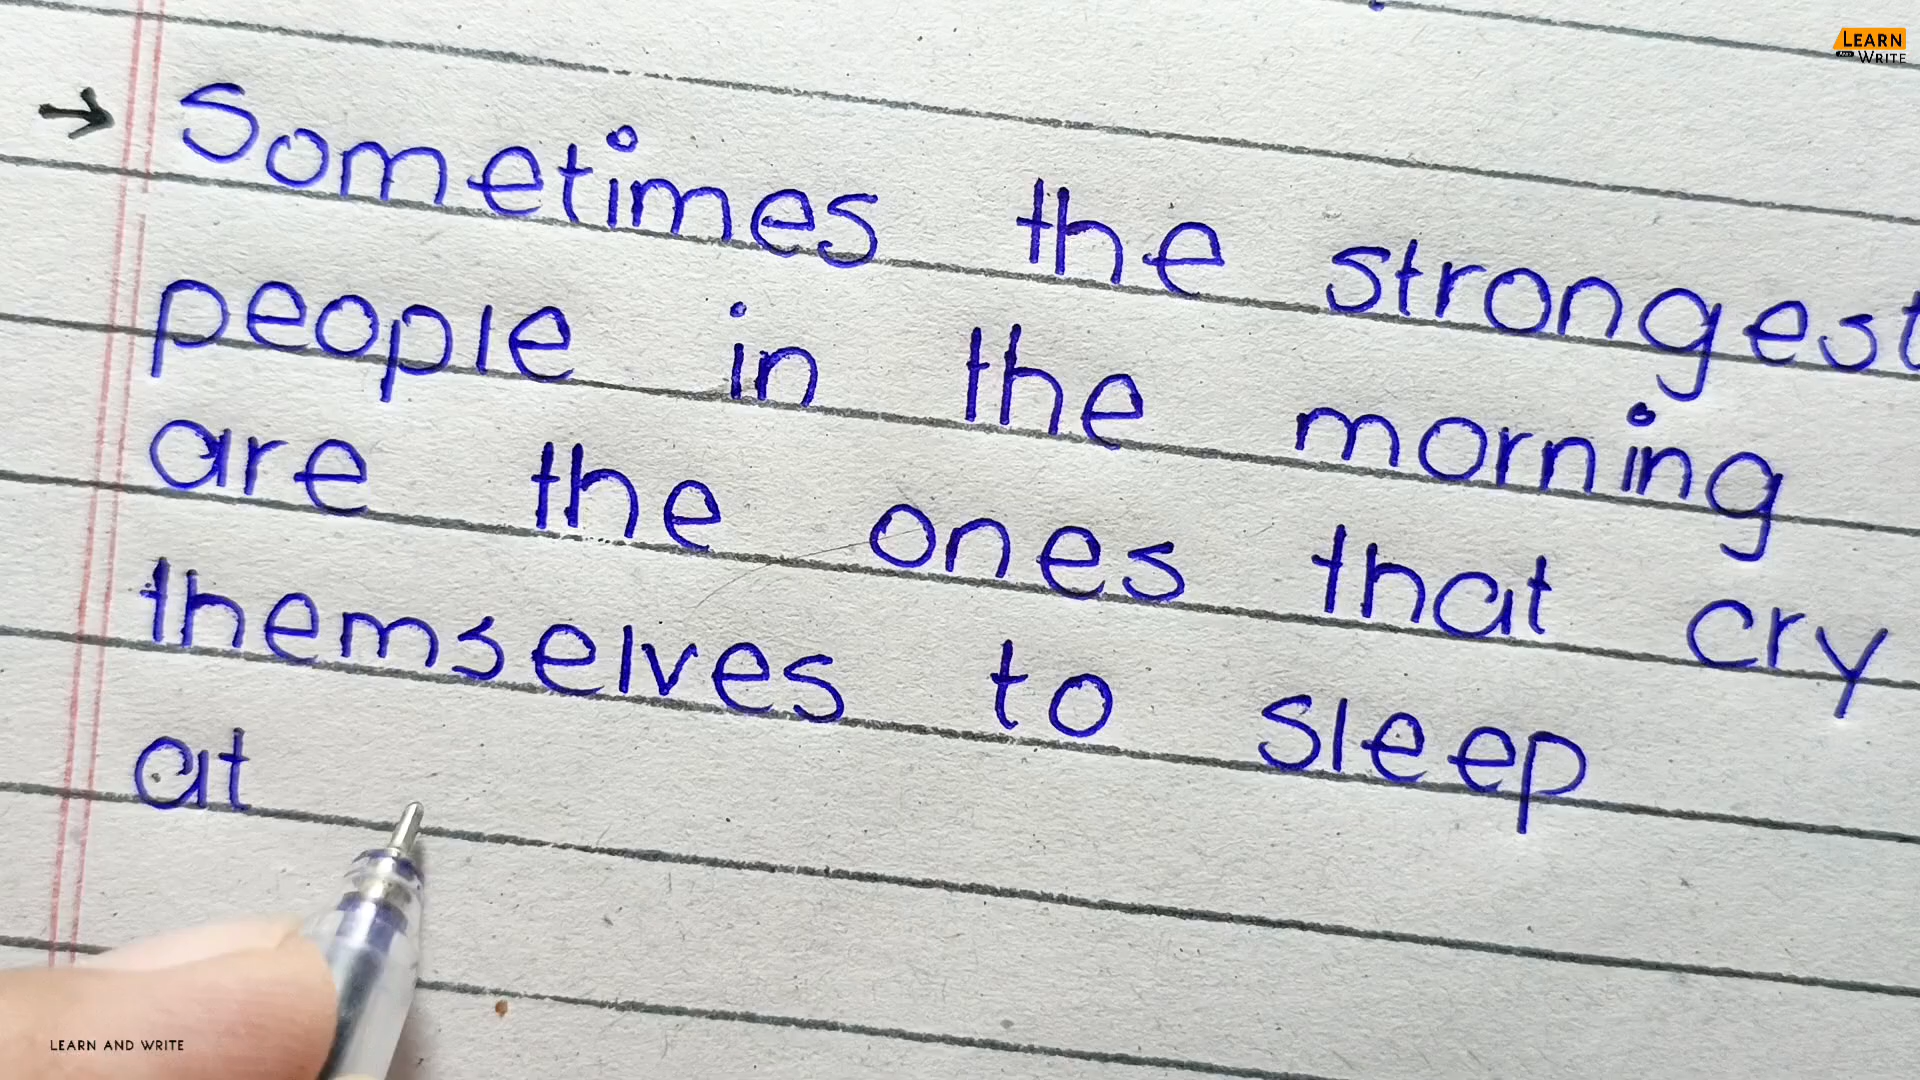 LEARN
AND WRITE
→ Sometimes the strongest
people in the morning
are the ones that cry
themselves to sleep
at
LEARN AND WRITE